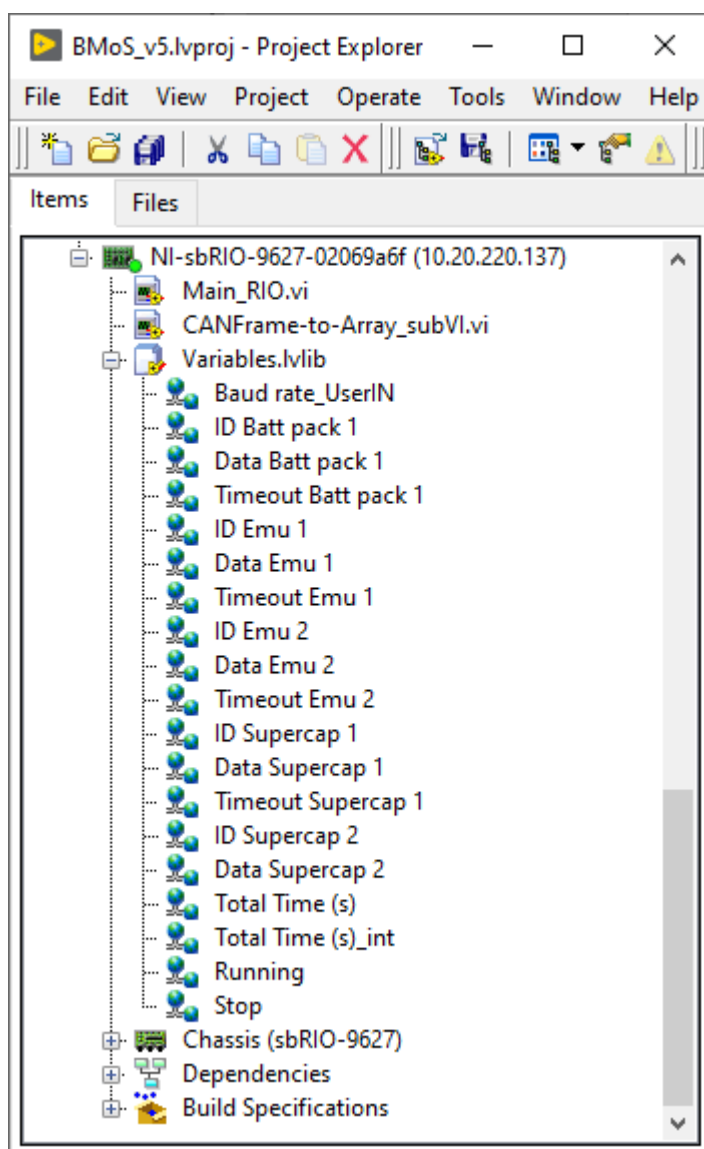 BMoS_v5.lvproj - Project Explorer
File Edit View Project Operate Tools Window Help
Items Files
NI-sbRIO-9627-02069a6f (10.20.220.137)
Main_RIO.vi
CANFrame-to-Array_subVI.vi
Variables.lvlib
Baud rate_UserIN
ID Batt pack 1
Data Batt pack 1
Timeout Batt pack 1
ID Emu 1
Data Emu 1
Timeout Emu 1
ID Emu 2
Data Emu 2
Timeout Emu 2
ID Supercap 1
Data Supercap 1
Timeout Supercap 1
ID Supercap 2
Data Supercap 2
Total Time (s)
Total Time (s)_int
Running
Stop
Chassis (sbRIO-9627)
Dependencies
Build Specifications